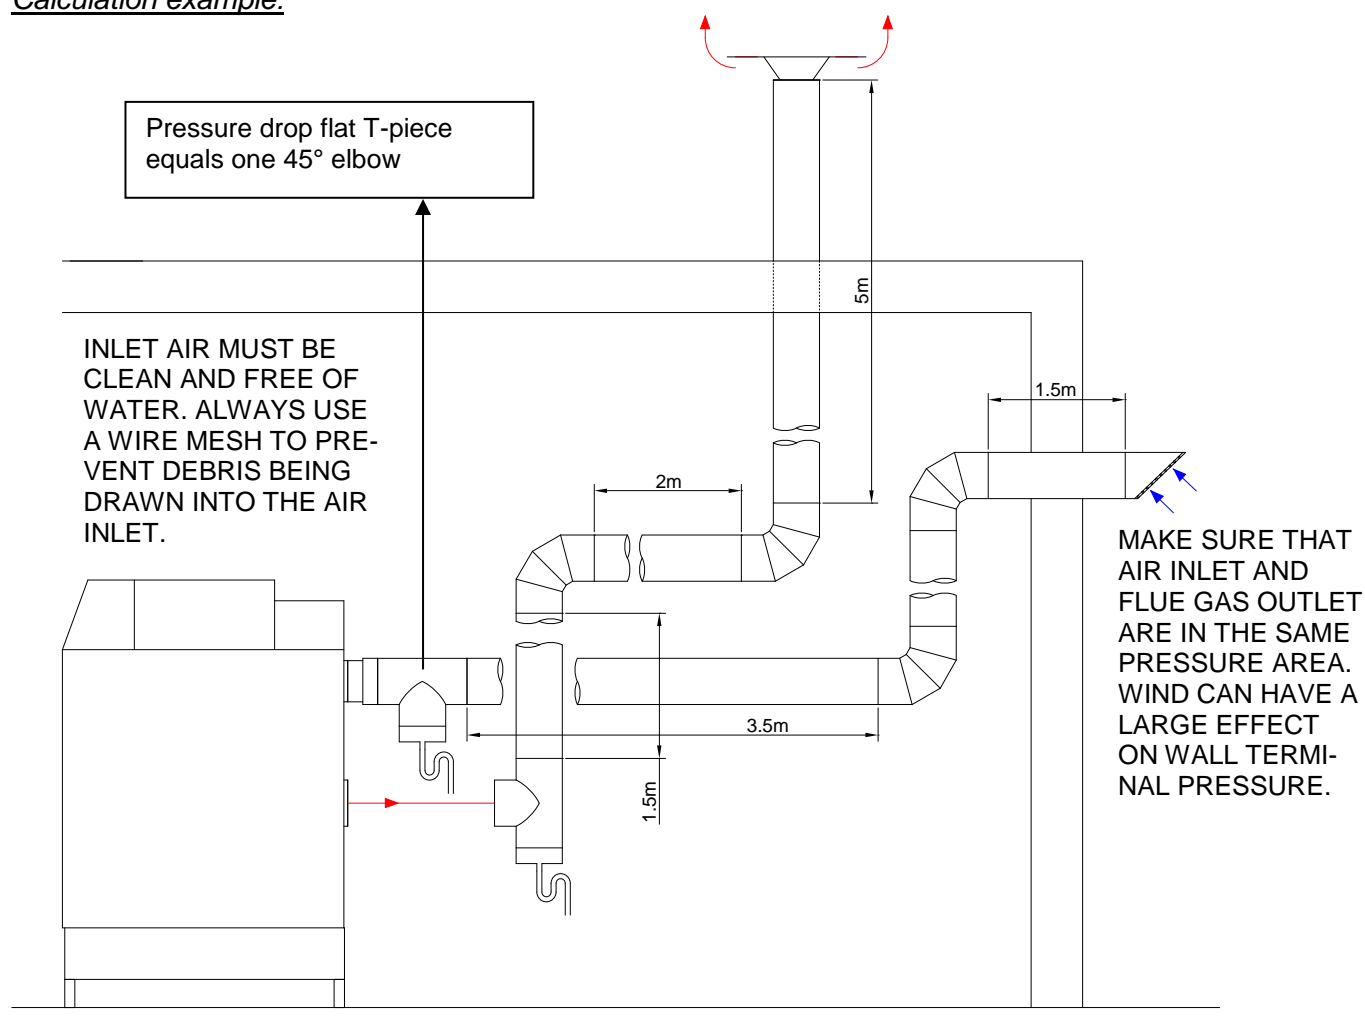 Calculation example:
Pressure drop flat T-piece
equals one 45° elbow
5m
INLET AIR MUST BE
CLEAN AND FREE OF
WATER. ALWAYS USE
A WIRE MESH TO PRE-
VENT DEBRIS BEING
DRAWN INTO THE AIR
INLET.
1.5m
2m
MAKE SURE THAT
AIR INLET AND
FLUE GAS OUTLET
ARE IN THE SAME
PRESSURE AREA.
WIND CAN HAVE A
LARGE EFFECT
ON WALL TERMI-
NAL PRESSURE.
3.5m
1.5m